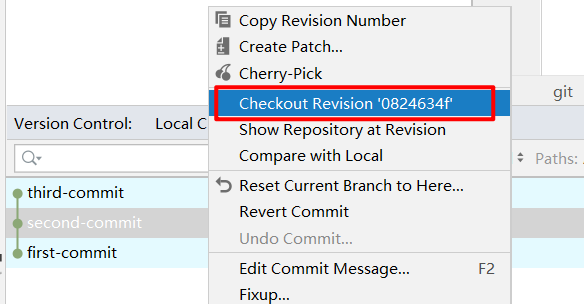 Copy Revision Number
Create Patch...
Cherry-Pick
Checkout Revision '0824634f'
git
Version Control: Local C
Show Repository at Revision
Compare with Local
Paths:
third-commit
Reset Current Branch to Here...
second-commit
Revert Commit
Undo Commit...
first-commit
Edit Commit Message... F2
Fixup...